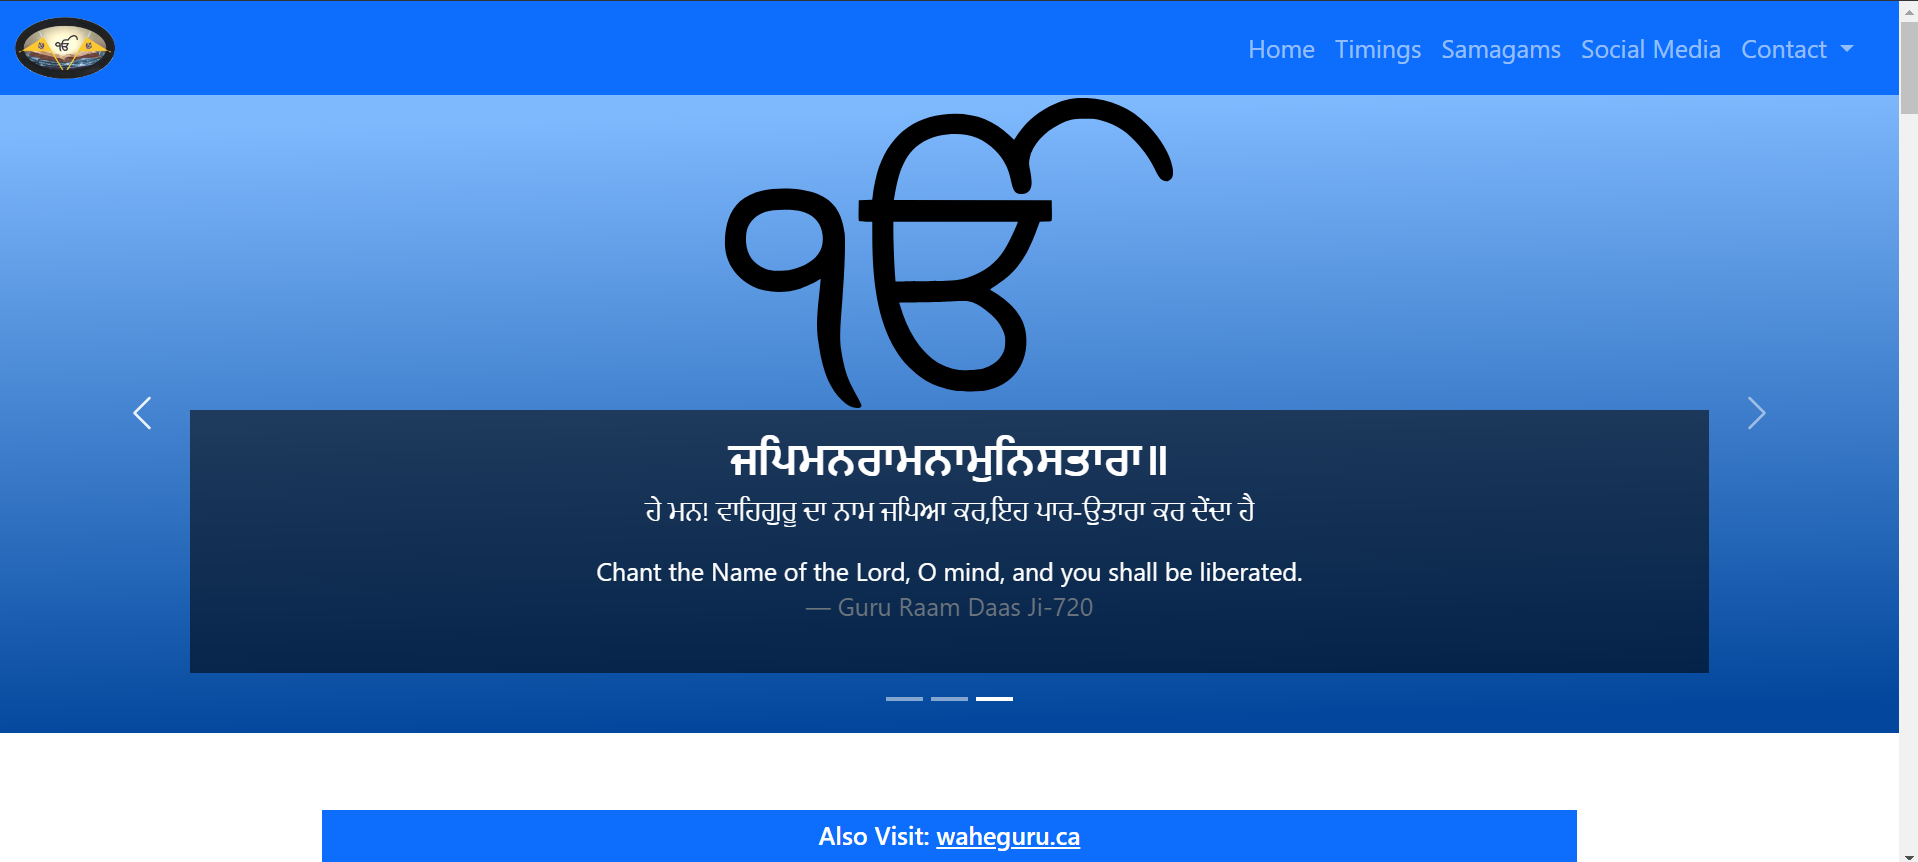 ੴ
Home Timings Samagams Social Media Contact
ੴ
ਜਪਿਮਨਰਾਮਨਾਮੁਨਿਸਤਾਰਾ॥
ਹੇ ਮਨ! ਵਾਹਿਗੁਰੂ ਦਾ ਨਾਮ ਜਪਿਆ ਕਰ,ਇਹ ਪਾਰ-ਉਤਾਰਾ ਕਰ ਦੇਂਦਾ ਹੈ
Chant the Name of the Lord, O mind, and you shall be liberated.
— Guru Raam Daas Ji-720
Also Visit: waheguru.ca